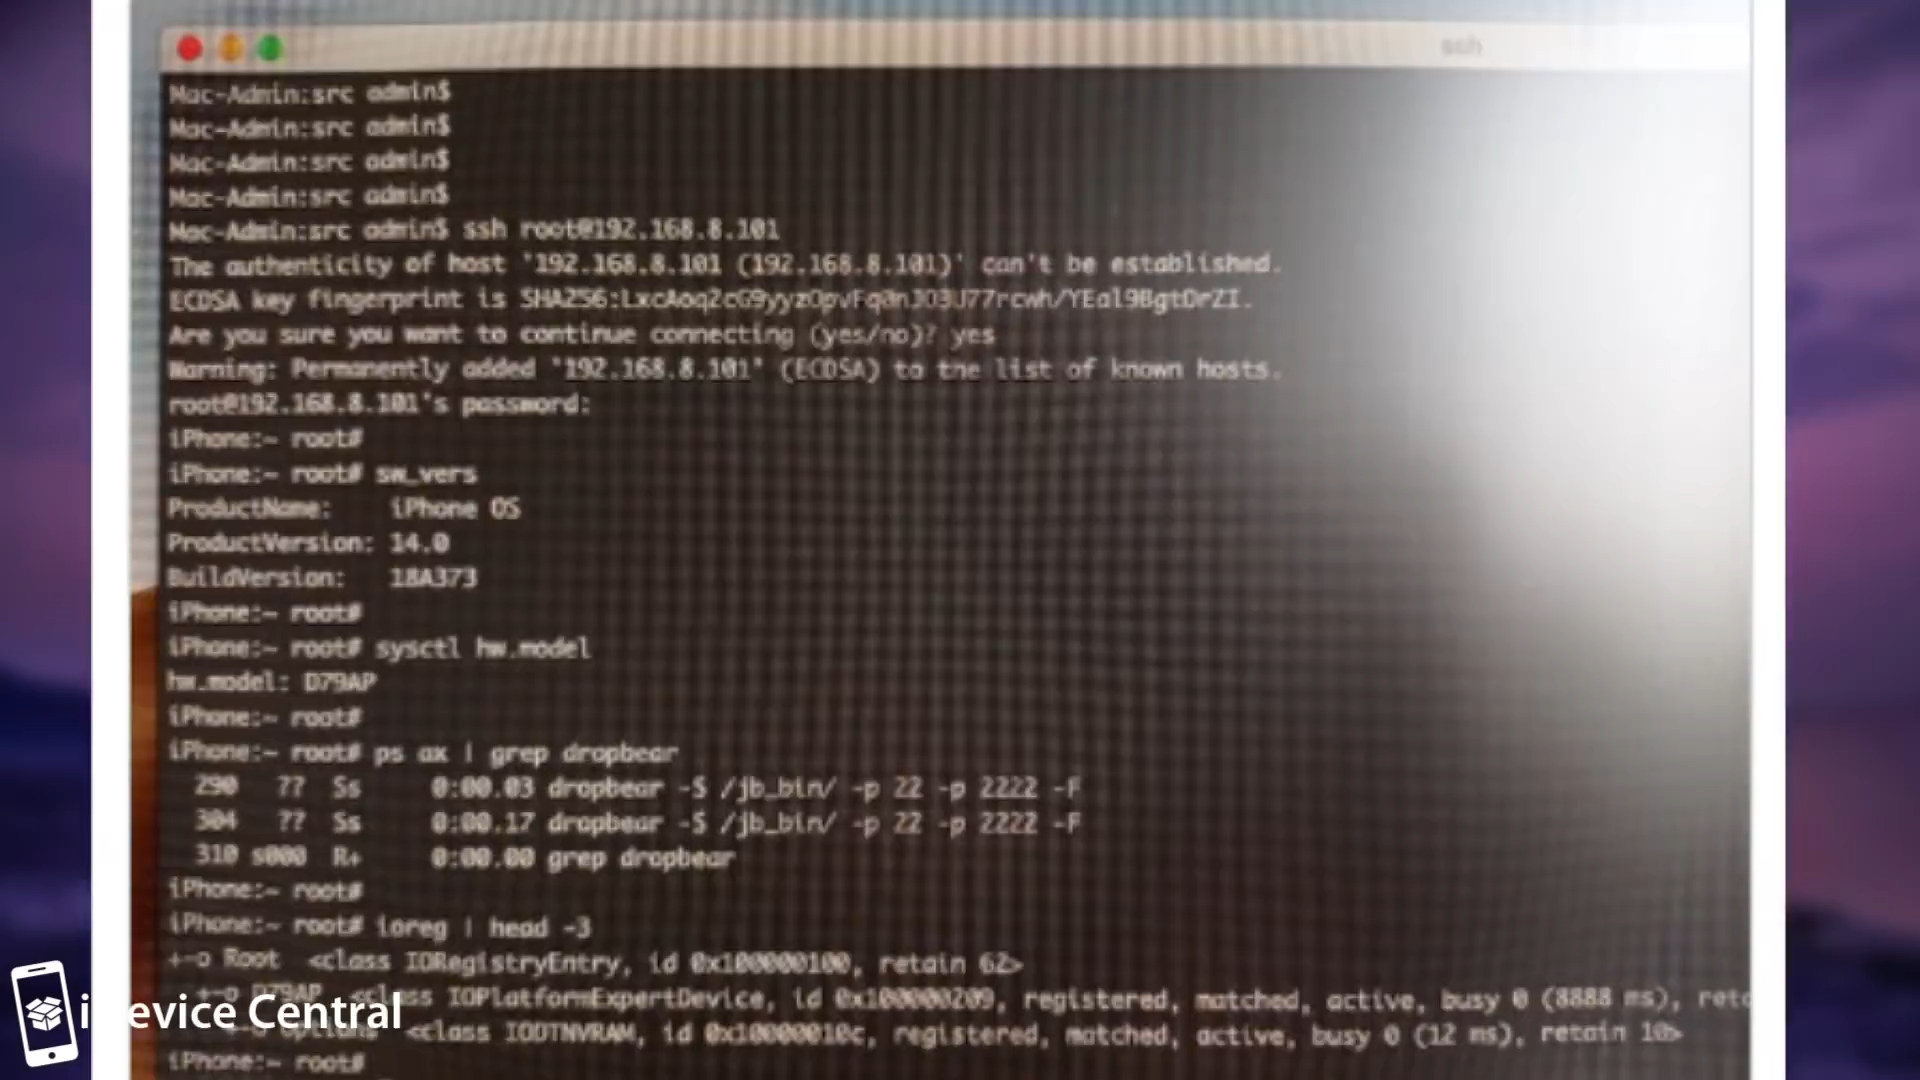 ssh
Mac-Admin:src admin$
Mac-Admin:src admin$
Mac-Admin:src admin$
Mac-Admin:src admin$
Mac-Admin:src admin$ ssh root@192.168.8.101
The authenticity of host '192.168.8.101 (192.168.8.101)' can't be established.
ECDSA key fingerprint is
Are you sure you want to continue connecting (yes/no)? yes
Warning: Permanently added '192.168.8.101' (ECDSA) to the list of known hosts.
root@192.168.8.101's password:
iPhone:~ root#
iPhone:~ root# sw_vers
ProductName: iPhone OS
ProductVersion: 14.0
BuildVersion: 18A373
iPhone:~ root#
iPhone:~ root# sysctl hw.model
hw.model: D79AP
iPhone:~ root#
iPhone:~ root# ps ax | grep dropbear
290 ?? Ss 0:00.03 dropbear -S /jb_bin/ -p 22 -p 2222 -F
304 ?? Ss 0:00.17 dropbear -S /jb_bin/ -p 22 -p 2222 -F
310 s000 R+ 0:00.00 grep dropbear
iPhone:~ root#
iPhone:~ root# ioreg | head -3
+-o Root <class IORegistryEntry, id 0x100000100, retain 62>
+-o D79AP <class IOPlatformExpertDevice, id 0x100000209, registered, matched, active, busy 0 (8888 ms), reta
+-o options <class IODTNVRAM, id 0x10000010c, registered, matched, active, busy 0 (12 ms), retain 10>
iPhone:~ root#
iDevice Central